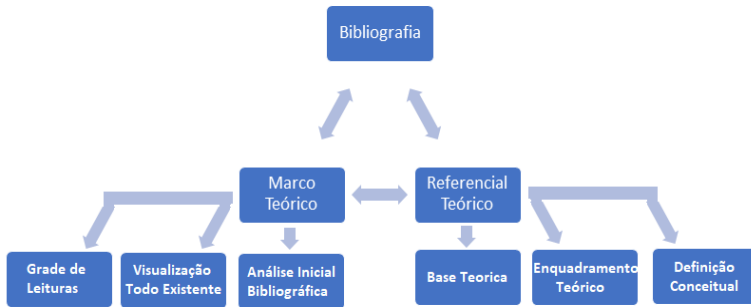 Bibliografia
Marco
Teórico
Referencial
Teórico
Grade de
Leituras
Visualização
Todo Existente
Análise Inicial
Bibliográfica
Base Teorica
Enquadramento
Teórico
Definição
Conceitual